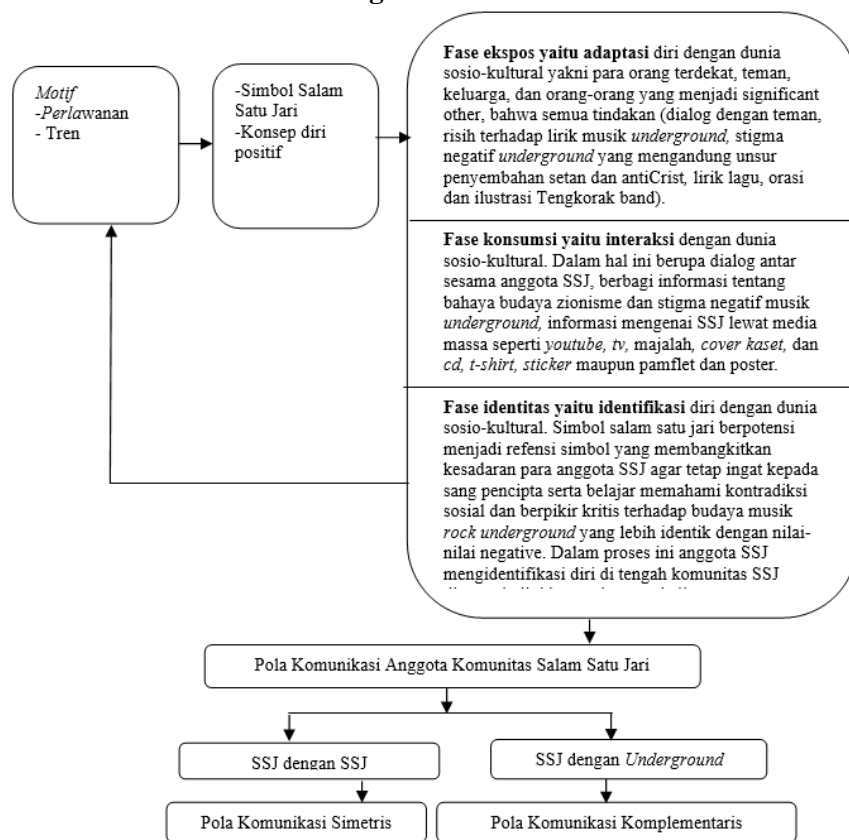 Motif
-Perlawanan
- Tren
-Simbol Salam
Satu Jari
-Konsep diri
positif
Fase ekspos yaitu adaptasi diri dengan dunia
sosio-kultural yakni para orang terdekat, teman,
keluarga, dan orang-orang yang menjadi significant
other, bahwa semua tindakan (dialog dengan teman,
risih terhadap lirik musik underground, stigma
negatif underground yang mengandung unsur
penyembahan setan dan antiCrist, lirik lagu, orasi
dan ilustrasi Tengkorak band).
Fase konsumsi yaitu interaksi dengan dunia
sosio-kultural. Dalam hal ini berupa dialog antar
sesama anggota SSJ, berbagi informasi tentang
bahaya budaya zionisme dan stigma negatif musik
underground, informasi mengenai SSJ lewat media
massa seperti youtube, tv, majalah, cover kaset, dan
cd, t-shirt, sticker maupun pamflet dan poster.
Fase identitas yaitu identifikasi diri dengan dunia
sosio-kultural. Simbol salam satu jari berpotensi
menjadi refensi simbol yang membangkitkan
kesadaran para anggota SSJ agar tetap ingat kepada
sang pencipta serta belajar memahami kontradiksi
sosial dan berpikir kritis terhadap budaya musik
rock underground yang lebih identik dengan nilai-
nilai negative. Dalam proses ini anggota SSJ
mengidentifikasi diri di tengah komunitas SSJ
Pola Komunikasi Anggota Komunitas Salam Satu Jari
SSJ dengan SSJ
SSJ dengan Underground
Pola Komunikasi Simetris
Pola Komunikasi Komplementaris